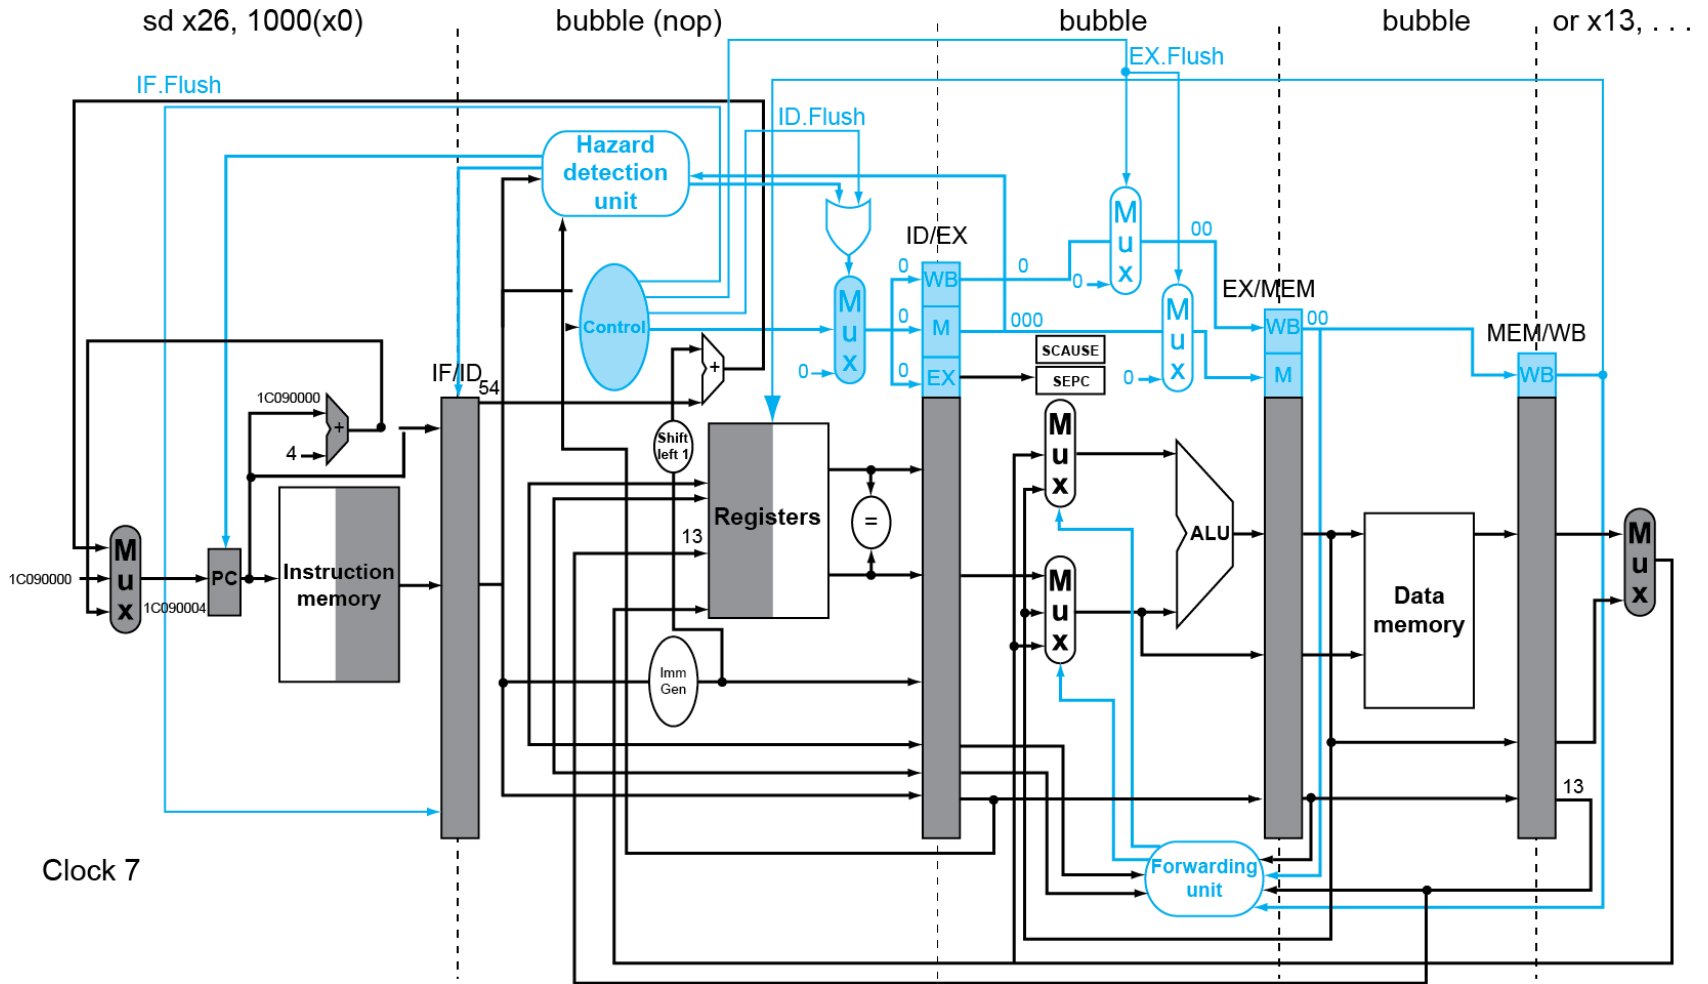 sd x26, 1000(x0)
bubble (nop)
bubble
bubble
or x13, . . .
IF.Flush
EX.Flush
ID.Flush
Hazard
detection
unit
M
u
x
ID/EX
00
0
0
WB
0
M
u
x
M
u
x
0
EX/MEM
Control
0
M
000
WB
00
MEM/WB
SCAUSE
IF/ID
54
+
0
0
EX
SEPC
0
M
WB
1C090000
+
4
Shift
left 1
M
u
x
Registers
=
13
ALU
M
u
x
1C090000
PC
1C090004
Instruction
memory
M
u
x
Data
memory
M
u
x
Imm
Gen
13
Clock 7
Forwarding
unit